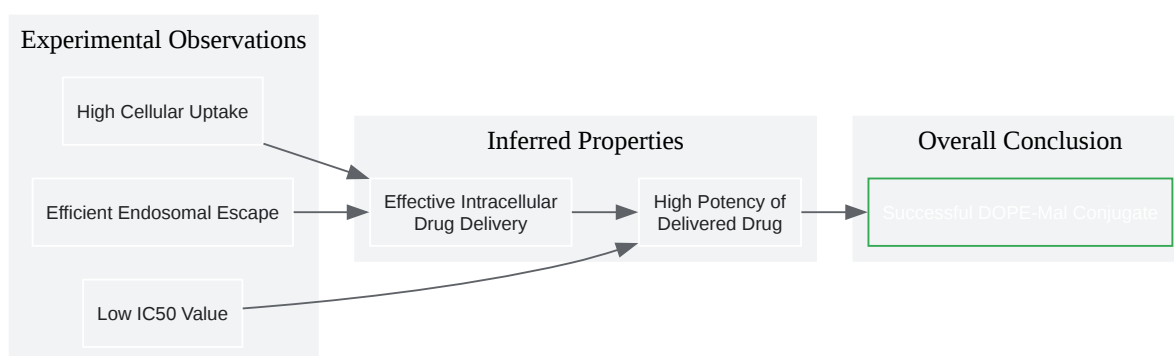 Experimental Observations
High Cellular Uptake
Efficient Endosomal Escape
Low IC50 Value
Inferred Properties
Effective Intracellular
Drug Delivery
High Potency of
Delivered Drug
Overall Conclusion
Successful DOPE-Mal Conjugate